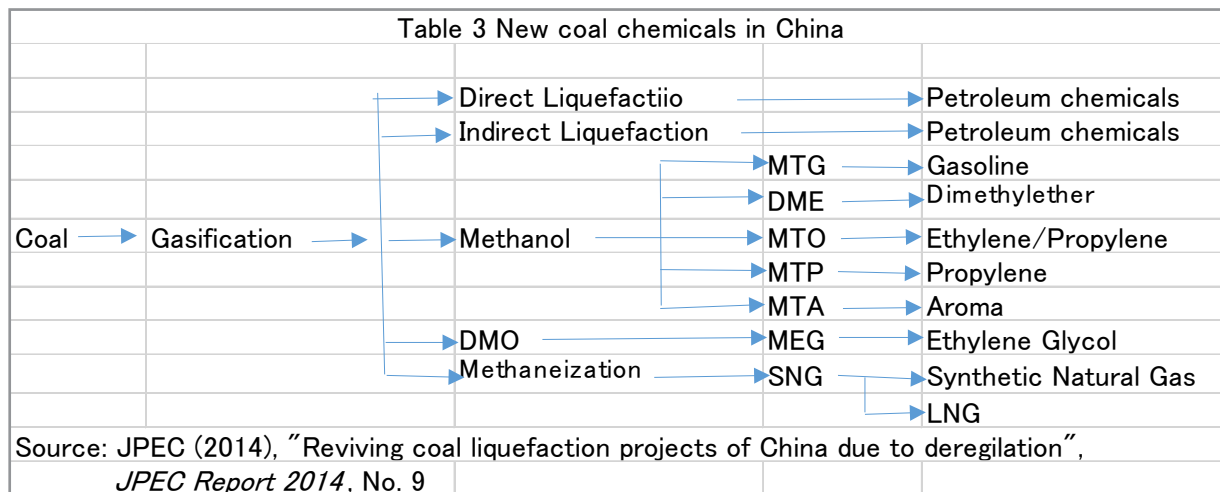 Table 3 New coal chemicals in China
Direct Liquefactiio Petroleum chemicals
Indirect Liquefaction Petroleum chemicals
MTG Gasoline
DME Dimethylether
Coal Gasification Methanol MTO Ethylene/Propylene
MTP Propylene
MTA Aroma
DMO MEG Ethylene Glycol
Methaneization SNG Synthetic Natural Gas
LNG
Source: JPEC (2014), "Reviving coal liquefaction projects of China due to deregilation",
JPEC Report 2014, No. 9